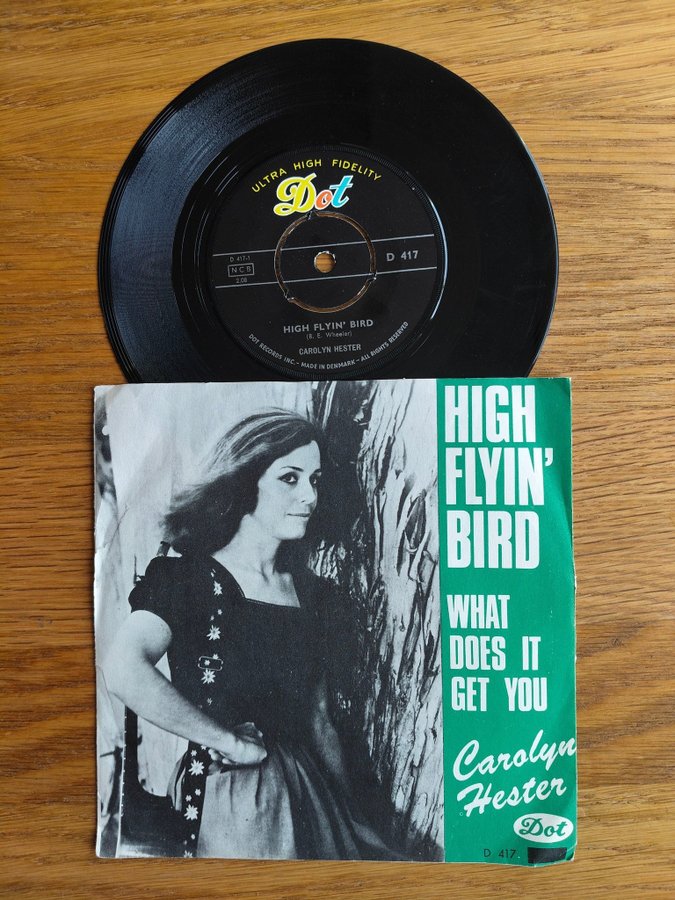 ULTRA HIGH FIDELITY
Dot
D 417-1
NCB
2.08
D 417
HIGH FLYIN' BIRD
(B. E. Wheeler)
CAROLYN HESTER
DOT RECORDS INC. - MADE IN DENMARK - ALL RIGHTS RESERVED
HIGH
FLYIN'
BIRD
WHAT
DOES IT
GET YOU
Carolyn
Hester
Dot
D 417.